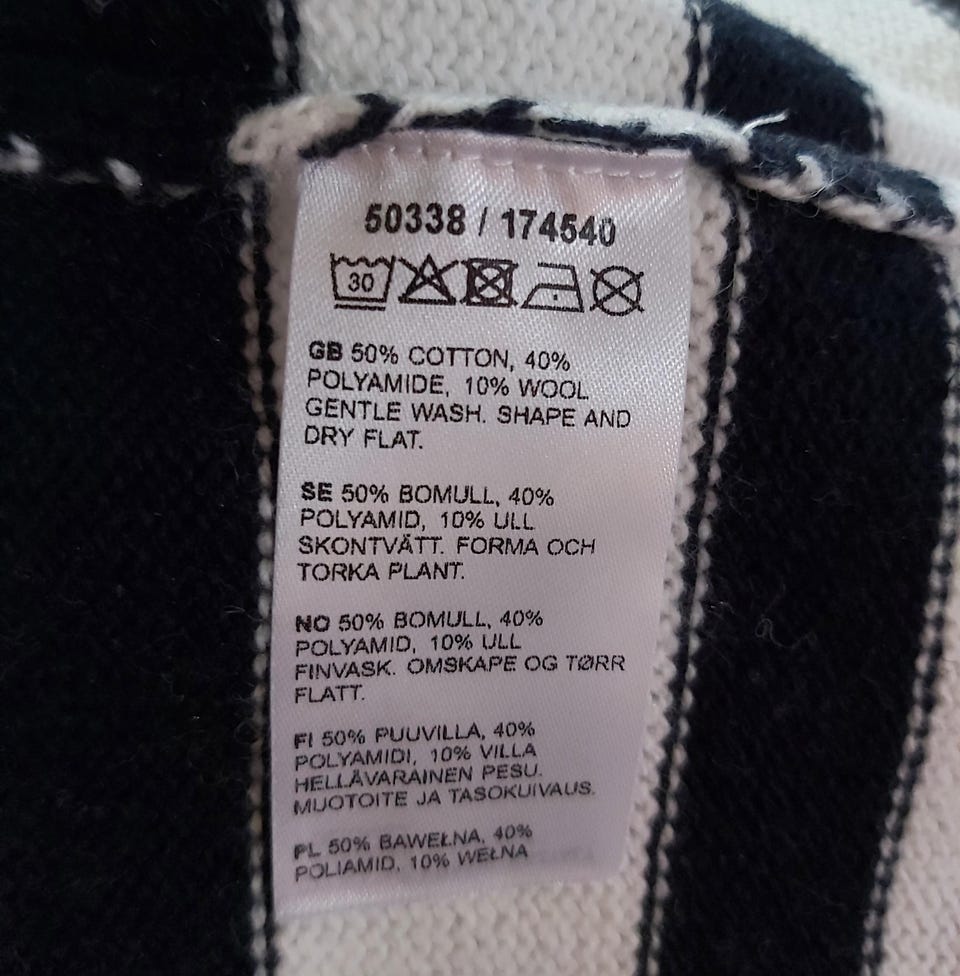 50338 / 174540
30
GB 50% COTTON, 40%
POLYAMIDE, 10% WOOL
GENTLE WASH. SHAPE AND
DRY FLAT.
SE 50% BOMULL, 40%
POLYAMID, 10% ULL
SKONTVÄTT. FORMA OCH
TORKA PLANT.
NO 50% BOMULL, 40%
POLYAMID, 10% ULL
FINVASK. OMSKAPE OG TØRR
FLATT.
FI 50% PUUVILLA, 40%
POLYAMIDI, 10% VILLA
HELLÄVARAINEN PESU.
MUOTOITE JA TASOKUIVAUS.
PL 50% BAWEŁNA, 40%
POLIAMID, 10% WEŁNA